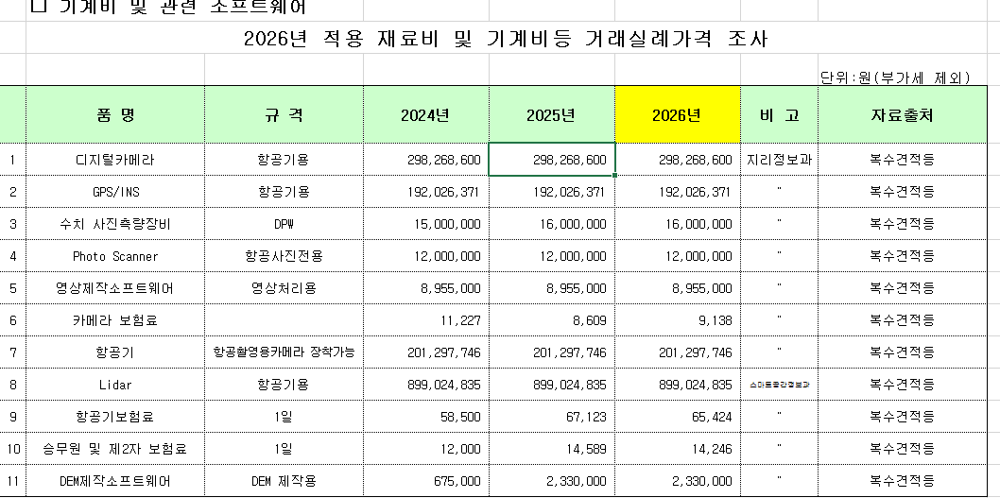 □ 기계비 및 관련 소프트웨어
2026년 적용 재료비 및 기계비등 거래실례가격 조사
단위:원(부가세 제외)
품 명 규 격 2024년 2025년 2026년 비 고 자료출처
1 디지털카메라 항공기용 298,268,600 298,268,600 298,268,600 지리정보과 복수견적등
2 GPS/INS 항공기용 192,026,371 192,026,371 192,026,371 " 복수견적등
3 수치 사진측량장비 DPW 15,000,000 16,000,000 16,000,000 " 복수견적등
4 Photo Scanner 항공사진전용 12,000,000 12,000,000 12,000,000 " 복수견적등
5 영상제작소프트웨어 영상처리용 8,955,000 8,955,000 8,955,000 " 복수견적등
6 카메라 보험료 11,227 8,609 9,138 " 복수견적등
7 항공기 항공촬영용카메라 장착가능 201,297,746 201,297,746 201,297,746 " 복수견적등
8 Lidar 항공기용 899,024,835 899,024,835 899,024,835 스마트공간정보과 복수견적등
9 항공기보험료 1일 58,500 67,123 65,424 " 복수견적등
10 승무원 및 제2자 보험료 1일 12,000 14,589 14,246 " 복수견적등
11 DEM제작소프트웨어 DEM 제작용 675,000 2,330,000 2,330,000 " 복수견적등